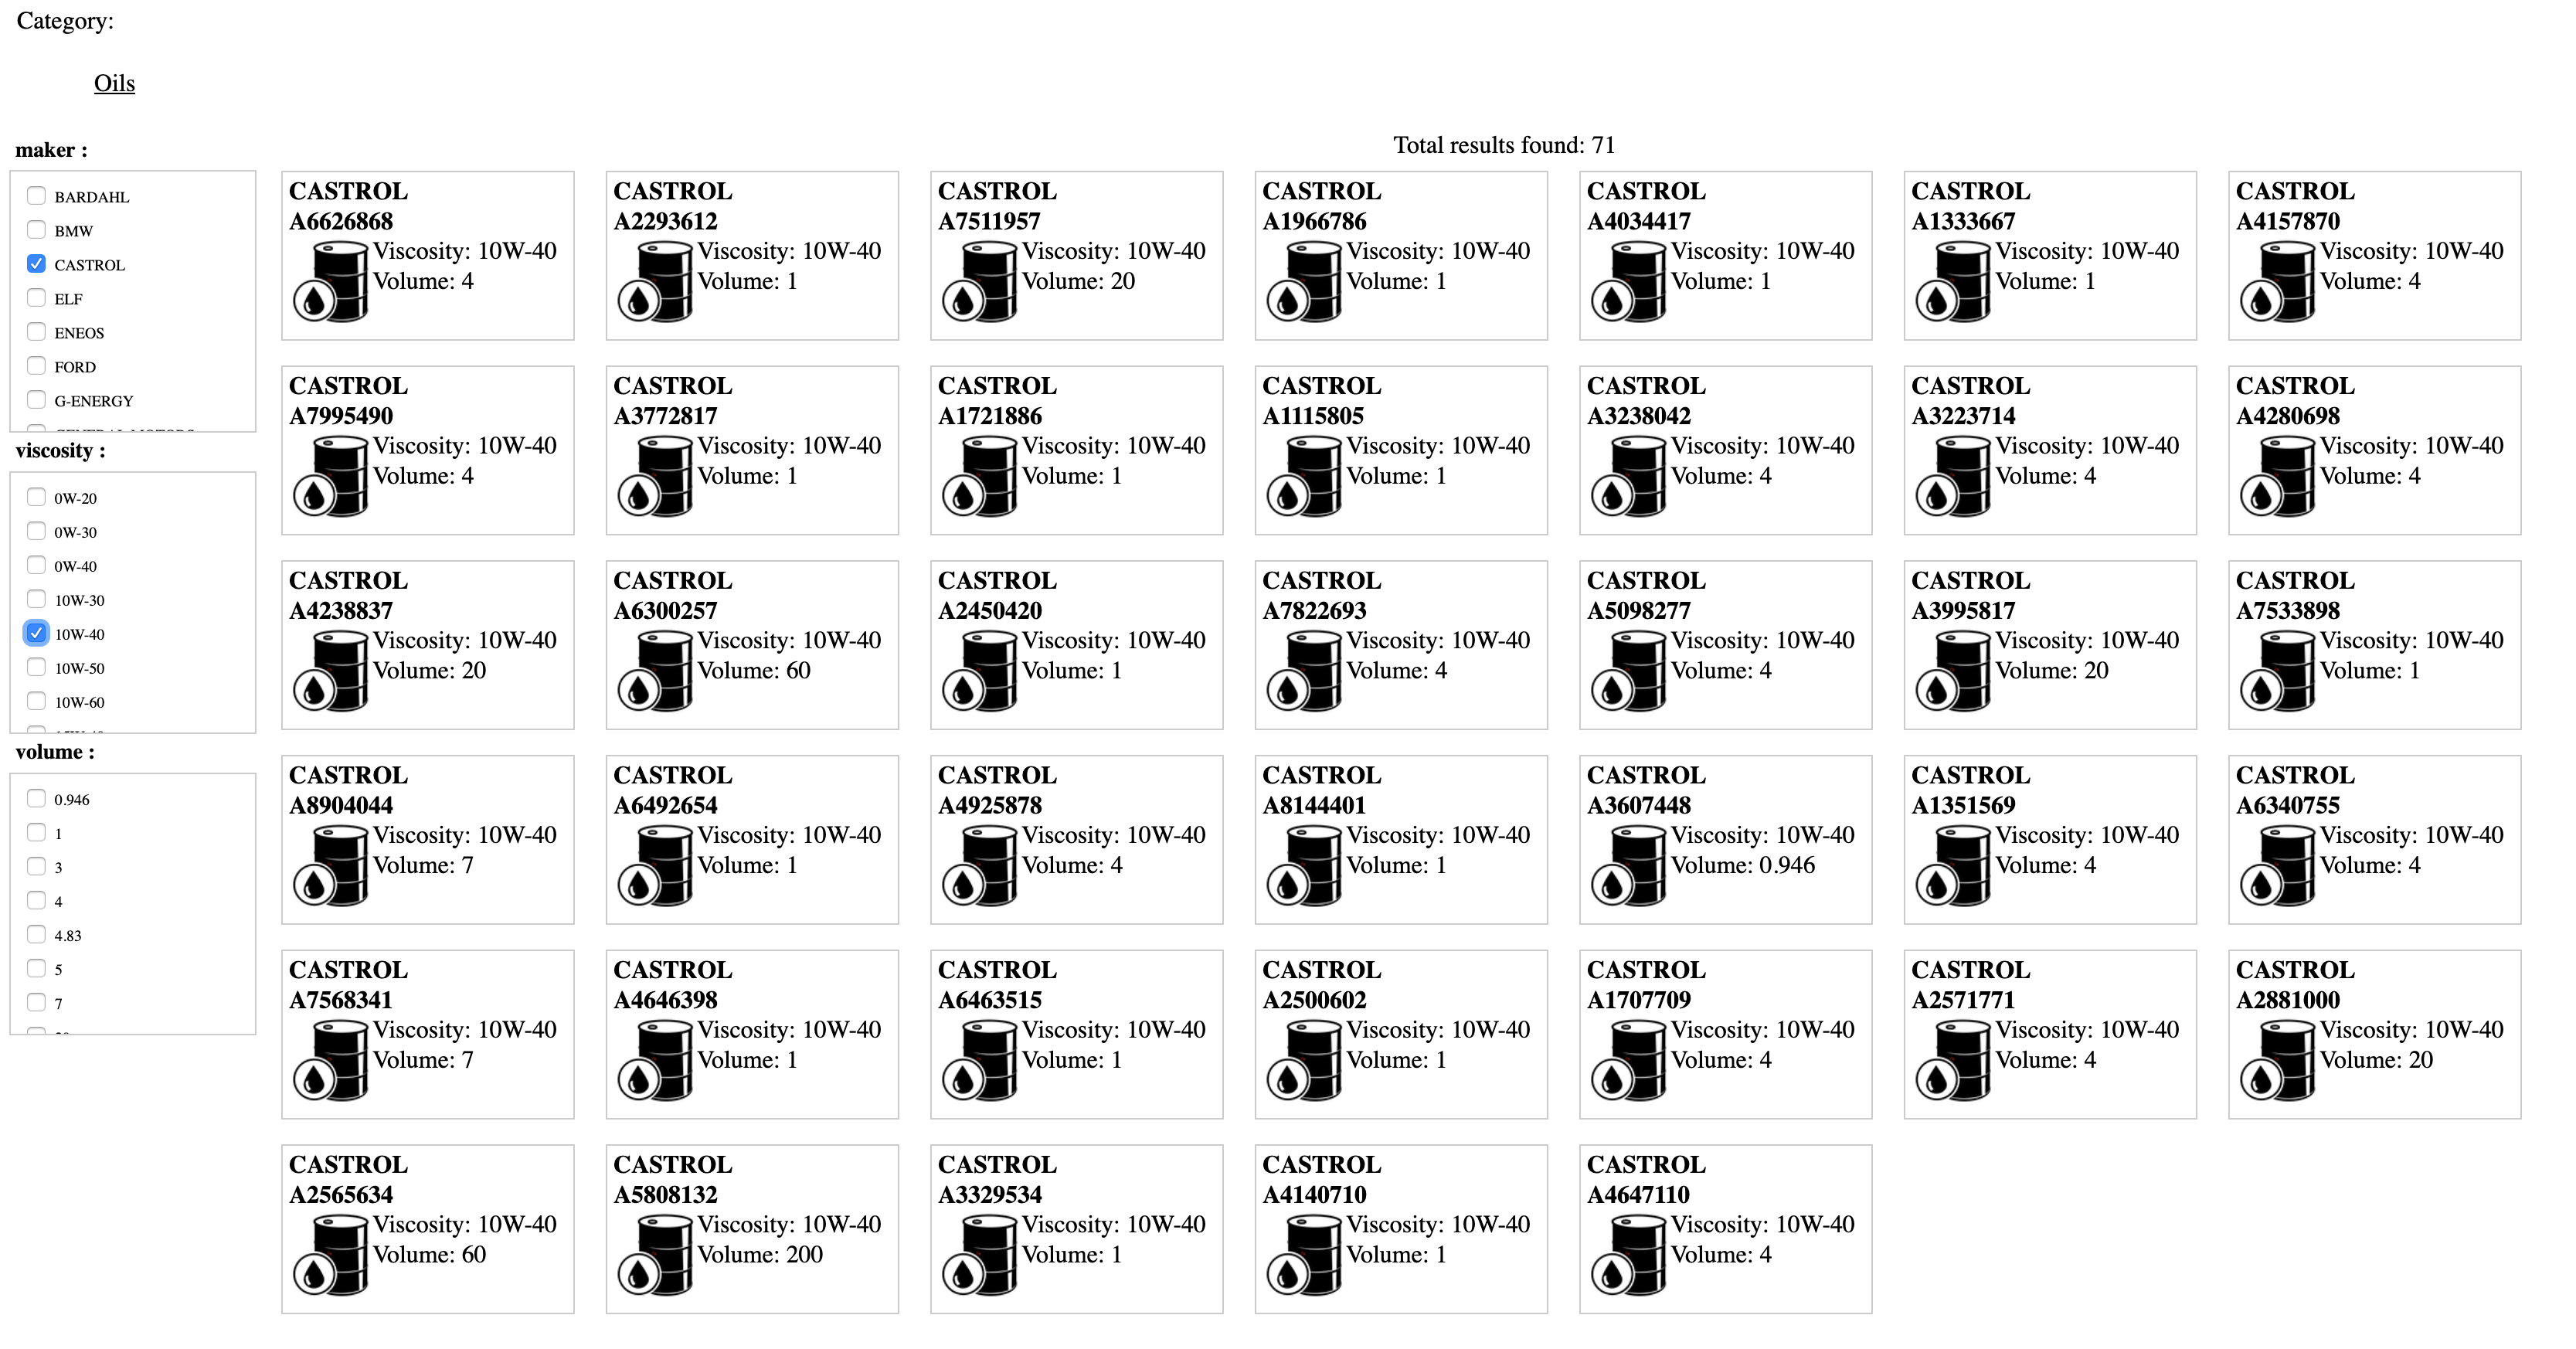 Category:
Oils
Total results found: 71
maker :
BARDAHL
BMW
CASTROL
ELF
ENEOS
FORD
G-ENERGY
viscosity :
0W-20
0W-30
0W-40
10W-30
10W-40
10W-50
10W-60
volume :
0.946
1
3
4
4.83
5
7
CASTROL
A6626868
Viscosity: 10W-40
Volume: 4
CASTROL
A2293612
Viscosity: 10W-40
Volume: 1
CASTROL
A7511957
Viscosity: 10W-40
Volume: 20
CASTROL
A1966786
Viscosity: 10W-40
Volume: 1
CASTROL
A4034417
Viscosity: 10W-40
Volume: 1
CASTROL
A1333667
Viscosity: 10W-40
Volume: 1
CASTROL
A4157870
Viscosity: 10W-40
Volume: 4
CASTROL
A7995490
Viscosity: 10W-40
Volume: 4
CASTROL
A3772817
Viscosity: 10W-40
Volume: 1
CASTROL
A1721886
Viscosity: 10W-40
Volume: 1
CASTROL
A1115805
Viscosity: 10W-40
Volume: 1
CASTROL
A3238042
Viscosity: 10W-40
Volume: 4
CASTROL
A3223714
Viscosity: 10W-40
Volume: 4
CASTROL
A4280698
Viscosity: 10W-40
Volume: 4
CASTROL
A4238837
Viscosity: 10W-40
Volume: 20
CASTROL
A6300257
Viscosity: 10W-40
Volume: 60
CASTROL
A2450420
Viscosity: 10W-40
Volume: 1
CASTROL
A7822693
Viscosity: 10W-40
Volume: 4
CASTROL
A5098277
Viscosity: 10W-40
Volume: 4
CASTROL
A3995817
Viscosity: 10W-40
Volume: 20
CASTROL
A7533898
Viscosity: 10W-40
Volume: 1
CASTROL
A8904044
Viscosity: 10W-40
Volume: 7
CASTROL
A6492654
Viscosity: 10W-40
Volume: 1
CASTROL
A4925878
Viscosity: 10W-40
Volume: 4
CASTROL
A8144401
Viscosity: 10W-40
Volume: 1
CASTROL
A3607448
Viscosity: 10W-40
Volume: 0.946
CASTROL
A1351569
Viscosity: 10W-40
Volume: 4
CASTROL
A6340755
Viscosity: 10W-40
Volume: 4
CASTROL
A7568341
Viscosity: 10W-40
Volume: 7
CASTROL
A4646398
Viscosity: 10W-40
Volume: 1
CASTROL
A6463515
Viscosity: 10W-40
Volume: 1
CASTROL
A2500602
Viscosity: 10W-40
Volume: 1
CASTROL
A1707709
Viscosity: 10W-40
Volume: 4
CASTROL
A2571771
Viscosity: 10W-40
Volume: 4
CASTROL
A2881000
Viscosity: 10W-40
Volume: 20
CASTROL
A2565634
Viscosity: 10W-40
Volume: 60
CASTROL
A5808132
Viscosity: 10W-40
Volume: 200
CASTROL
A3329534
Viscosity: 10W-40
Volume: 1
CASTROL
A4140710
Viscosity: 10W-40
Volume: 1
CASTROL
A4647110
Viscosity: 10W-40
Volume: 4